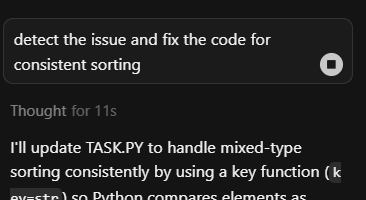 detect the issue and fix the code for
consistent sorting
Thought for 11s
I'll update TASK.PY to handle mixed-type
sorting consistently by using a key function (k
ey=str) so Python compares elements as